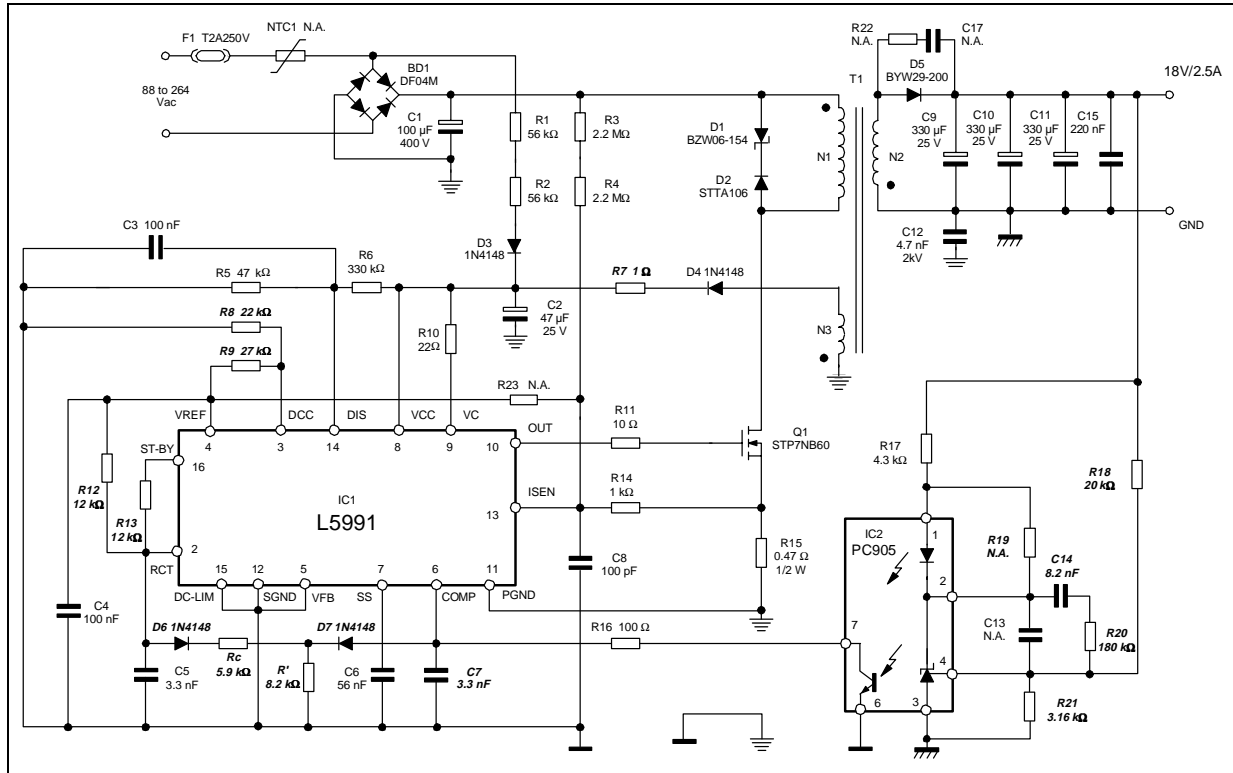 F1 T2A250V
NTC1 N.A.
88 to 264
Vac
BD1
DF04M
C1
100 µF
400 V
R1
56 kΩ
R3
2.2 MΩ
D1
BZW06-154
T1
N1
N2
R22
N.A.
C17
N.A.
D5
BYW29-200
18V/2.5A
C9
330 µF
25 V
C10
330 µF
25 V
C11
330 µF
25 V
C15
220 nF
R2
56 kΩ
R4
2.2 MΩ
D2
STTA106
GND
C12
4.7 nF
2kV
C3 100 nF
D3
1N4148
R5 47 kΩ
R6
330 kΩ
R7 1 Ω
D4 1N4148
R8 22 kΩ
C2
47 µF
25 V
R10
22Ω
N3
R9 27 kΩ
R23 N.A.
VREF
DCC
DIS
VCC
VC
OUT
4
3
14
8
9
10
R11
10 Ω
Q1
STP7NB60
R17
4.3 kΩ
R18
20 kΩ
ST-BY
16
R12
12 kΩ
R13
12 kΩ
IC1
L5991
ISEN
13
R14
1 kΩ
R15
0.47 Ω
1/2 W
IC2
PC905
1
R19
N.A.
C14
8.2 nF
2
RCT
2
15
12
5
7
6
11
DC-LIM
SGND
VFB
SS
COMP
PGND
C8
100 pF
C4
100 nF
D6 1N4148
D7 1N4148
R16 100 Ω
7
C13
N.A.
R20
180 kΩ
4
C5
3.3 nF
Rc
5.9 kΩ
R'
8.2 kΩ
C6
56 nF
C7
3.3 nF
6
3
R21
3.16 kΩ